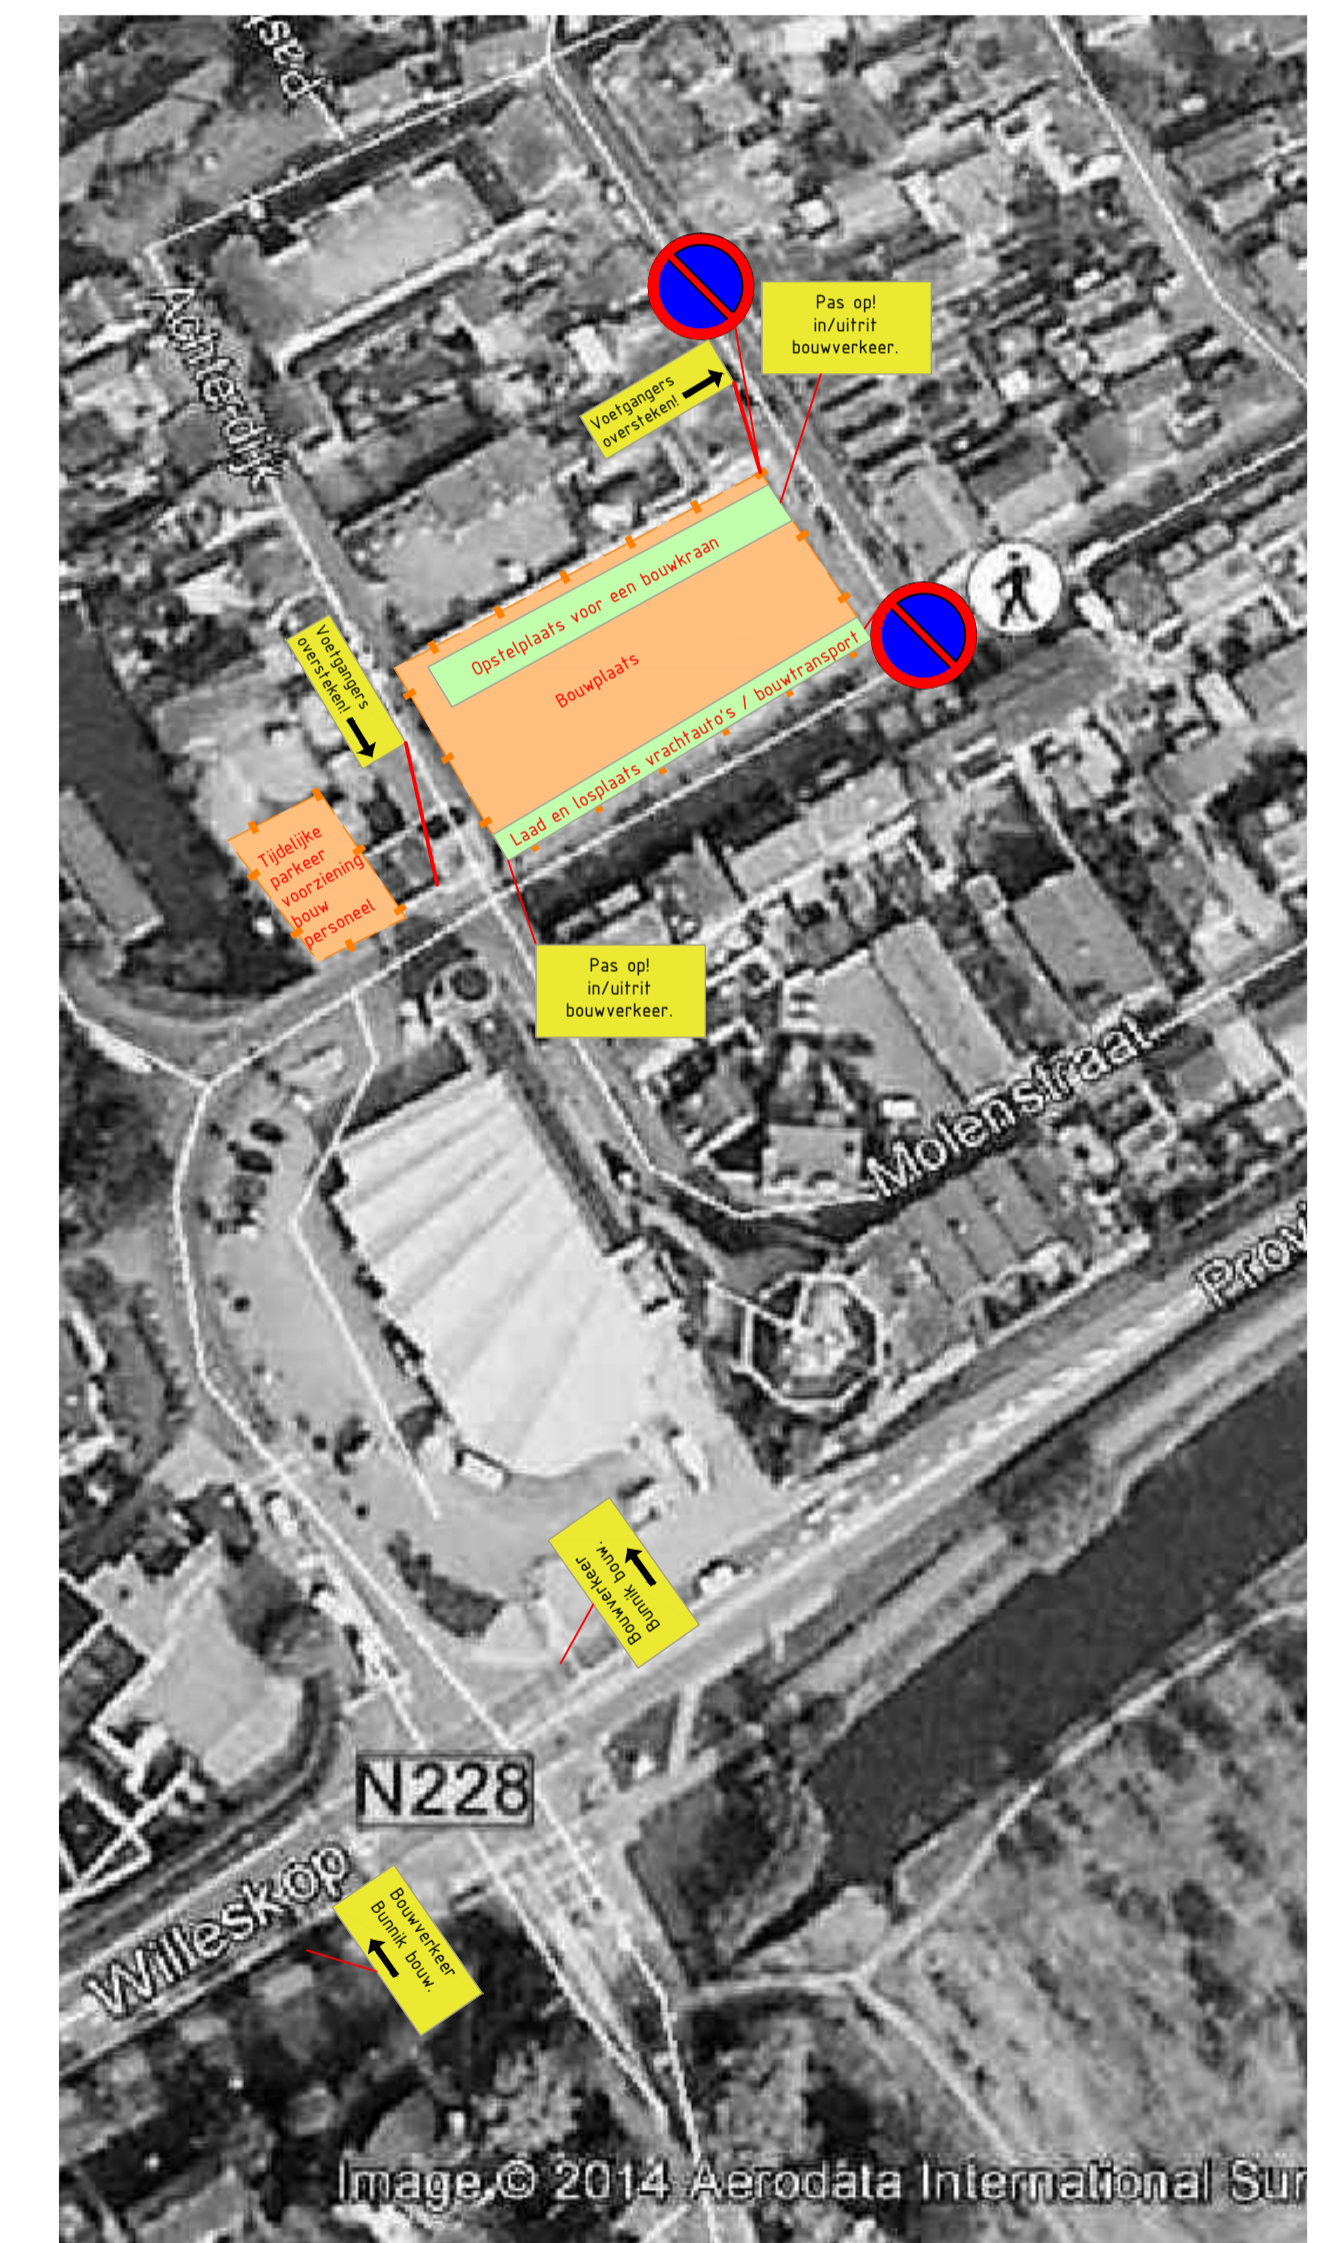 Achterdijk
Pas op!
in/uitrit
bouwverkeer.
Voetgangers
oversteken!
Opstelplaats voor een bouwkraan
Bouwplaats
Laad en losplaats vrachtauto's / bouwtransport
Voetgangers
oversteken!
Tijdelijke
parkeer
voorziening
bouw
personeel
Pas op!
in/uitrit
bouwverkeer.
Molenstraat
Provi
Bouwverkeer
Bunnik bouw.
N228
Willeskop
Bouwverkeer
Bunnik bouw.
Image © 2014 Aerodata International Sur